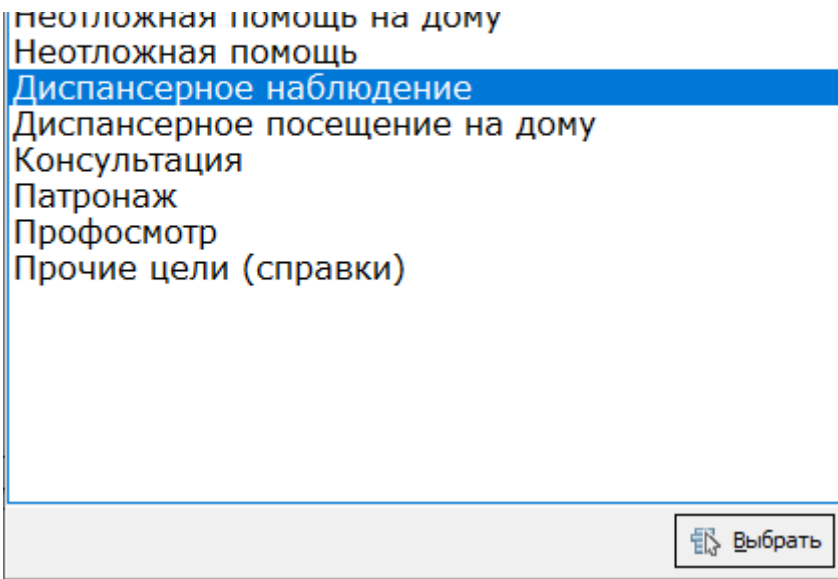 Неотложная помощь на дому
Неотложная помощь
Диспансерное наблюдение
Диспансерное посещение на дому
Консультация
Патронаж
Профосмотр
Прочие цели (справки)
Выбрать